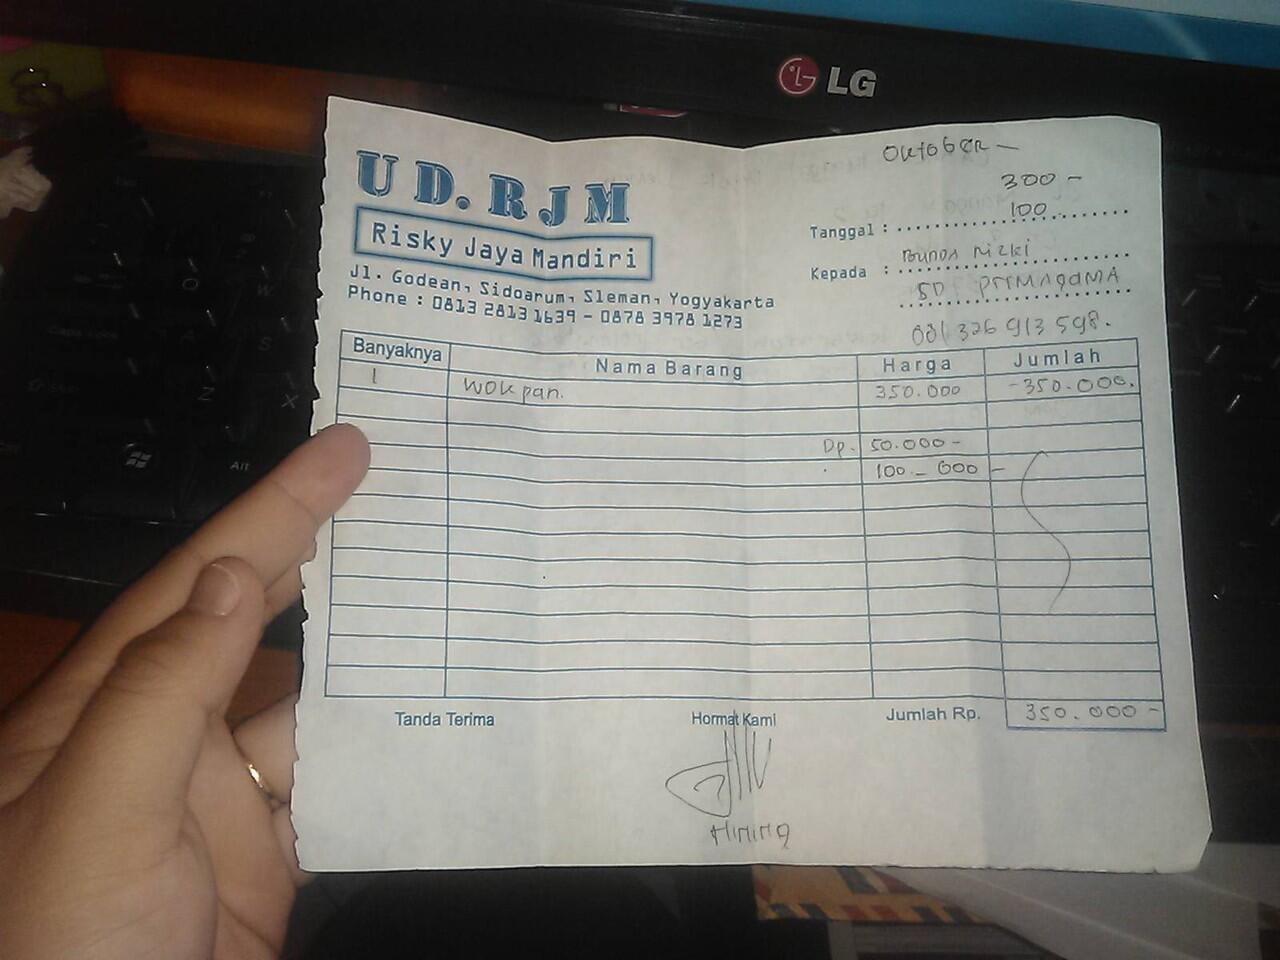 LG
UD. RJM
Risky Jaya Mandiri
Jl. Godean, Sidoarum, Sleman, Yogyakarta
Phone : 0813 2813 1639 - 0878 3978 1273
Oktober -
300 -
100
Tanggal :
Kepada : Bunda Rizki
SD
081 326 913 598.
Banyaknya Nama Barang Harga Jumlah
1 wok pan. 350.000 -350.000.
Dp. 50.000 -
100 - 000 -
Tanda Terima Hormat Kami Jumlah Rp. 350.000 -
Alt